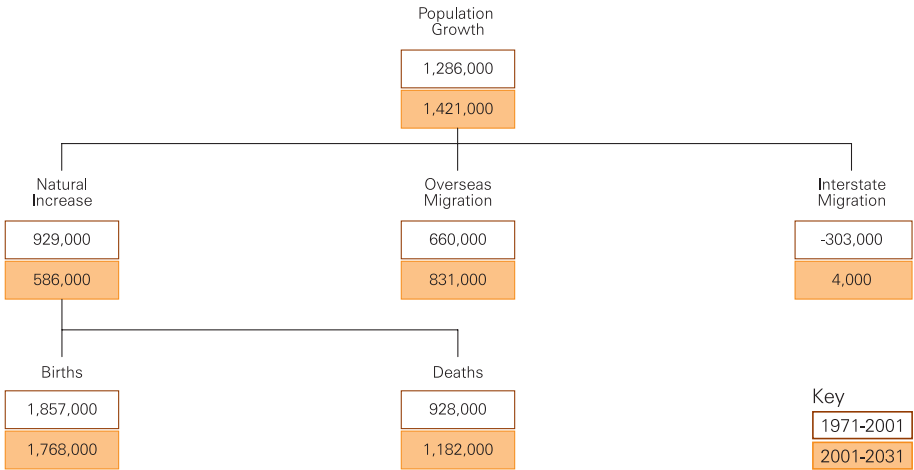 Population
Growth
1,286,000
1,421,000
Natural
Increase
929,000
586,000
Overseas
Migration
660,000
831,000
Interstate
Migration
-303,000
4,000
Births
1,857,000
1,768,000
Deaths
928,000
1,182,000
Key
1971-2001
2001-2031